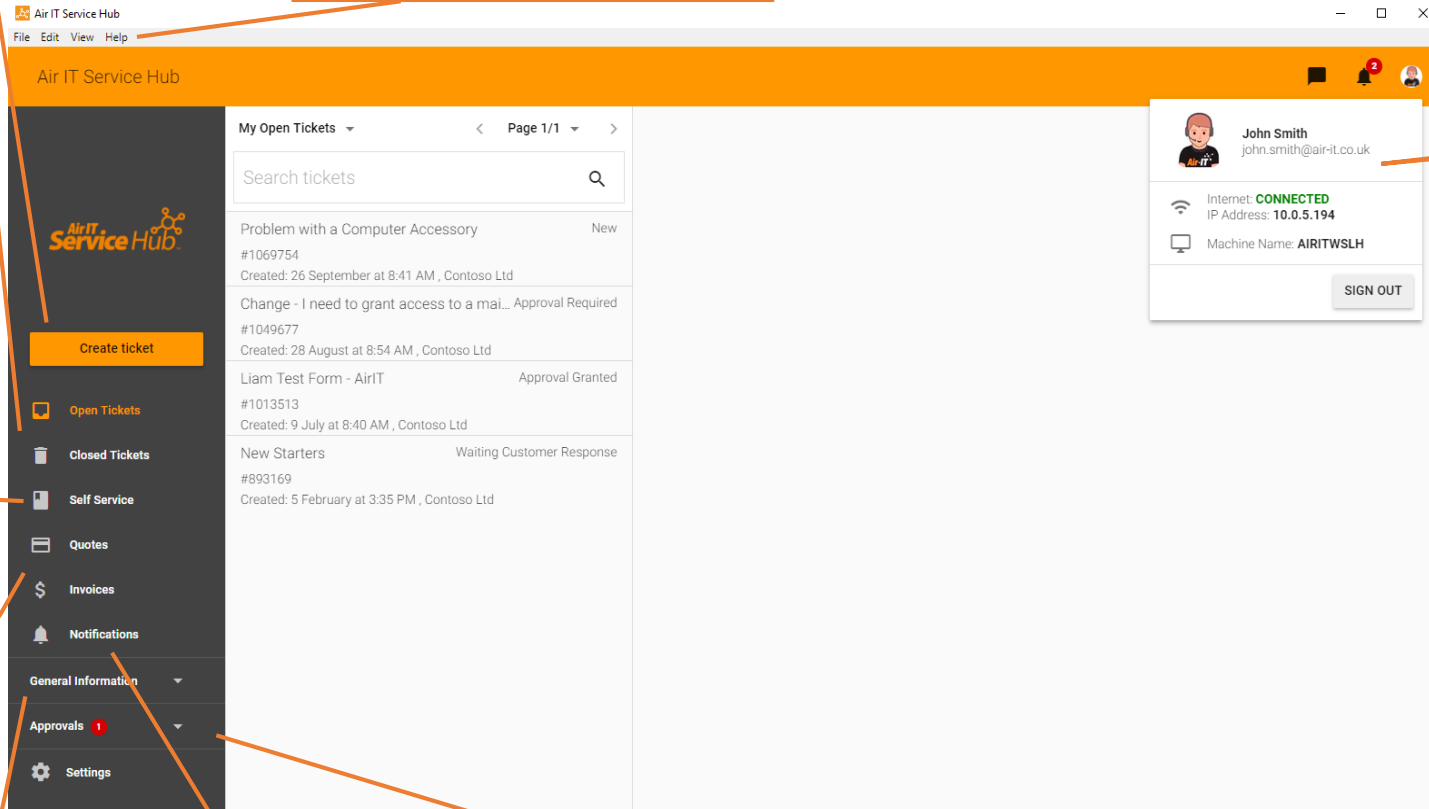 Air IT Service Hub
File Edit View Help
Air IT Service Hub
2
John Smith
john.smith@air-it.co.uk
Air-IT
Internet: CONNECTED
IP Address: 10.0.5.194
Machine Name: AIRITWSLH
SIGN OUT
Air IT
Service Hub
Create ticket
Open Tickets
Closed Tickets
Self Service
Quotes
Invoices
Notifications
General Information
Approvals 1
Settings
My Open Tickets
Page 1/1
Search tickets
Problem with a Computer Accessory New
#1069754
Created: 26 September at 8:41 AM , Contoso Ltd
Change - I need to grant access to a mai... Approval Required
#1049677
Created: 28 August at 8:54 AM , Contoso Ltd
Liam Test Form - AirIT Approval Granted
#1013513
Created: 9 July at 8:40 AM , Contoso Ltd
New Starters Waiting Customer Response
#893169
Created: 5 February at 3:35 PM , Contoso Ltd